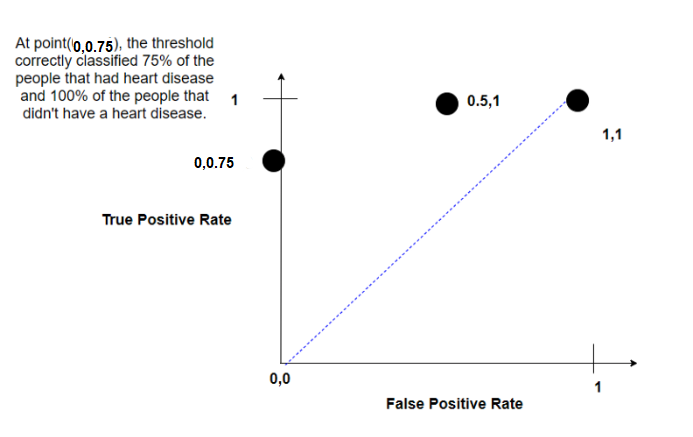 At point(0,0.75), the threshold
correctly classified 75% of the
people that had heart disease
and 100% of the people that
didn't have a heart disease.
1
0.5,1
1,1
0,0.75
True Positive Rate
0,0
1
False Positive Rate